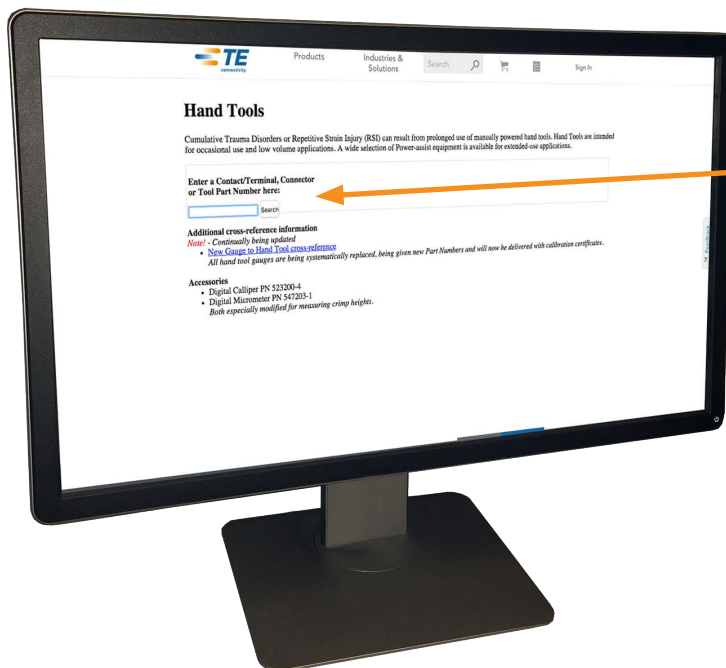 TE
connectivity
Products
Industries &
Solutions
Search
Sign In
Hand Tools
Cumulative Trauma Disorders or Repetitive Strain Injury (RSI) can result from prolonged use of manually powered hand tools. Hand Tools are intended
for occasional use and low volume applications. A wide selection of Power-assist equipment is available for extended-use applications.
Enter a Contact/Terminal, Connector
or Tool Part Number here:
Search
Additional cross-reference information
Note! - Continually being updated
• New Gauge to Hand Tool cross-reference
All hand tool gauges are being systematically replaced, being given new Part Numbers and will now be delivered with calibration certificates.
Accessories
• Digital Calliper PN 523200-4
• Digital Micrometer PN 547203-1
Both especially modified for measuring crimp heights.
Feedback